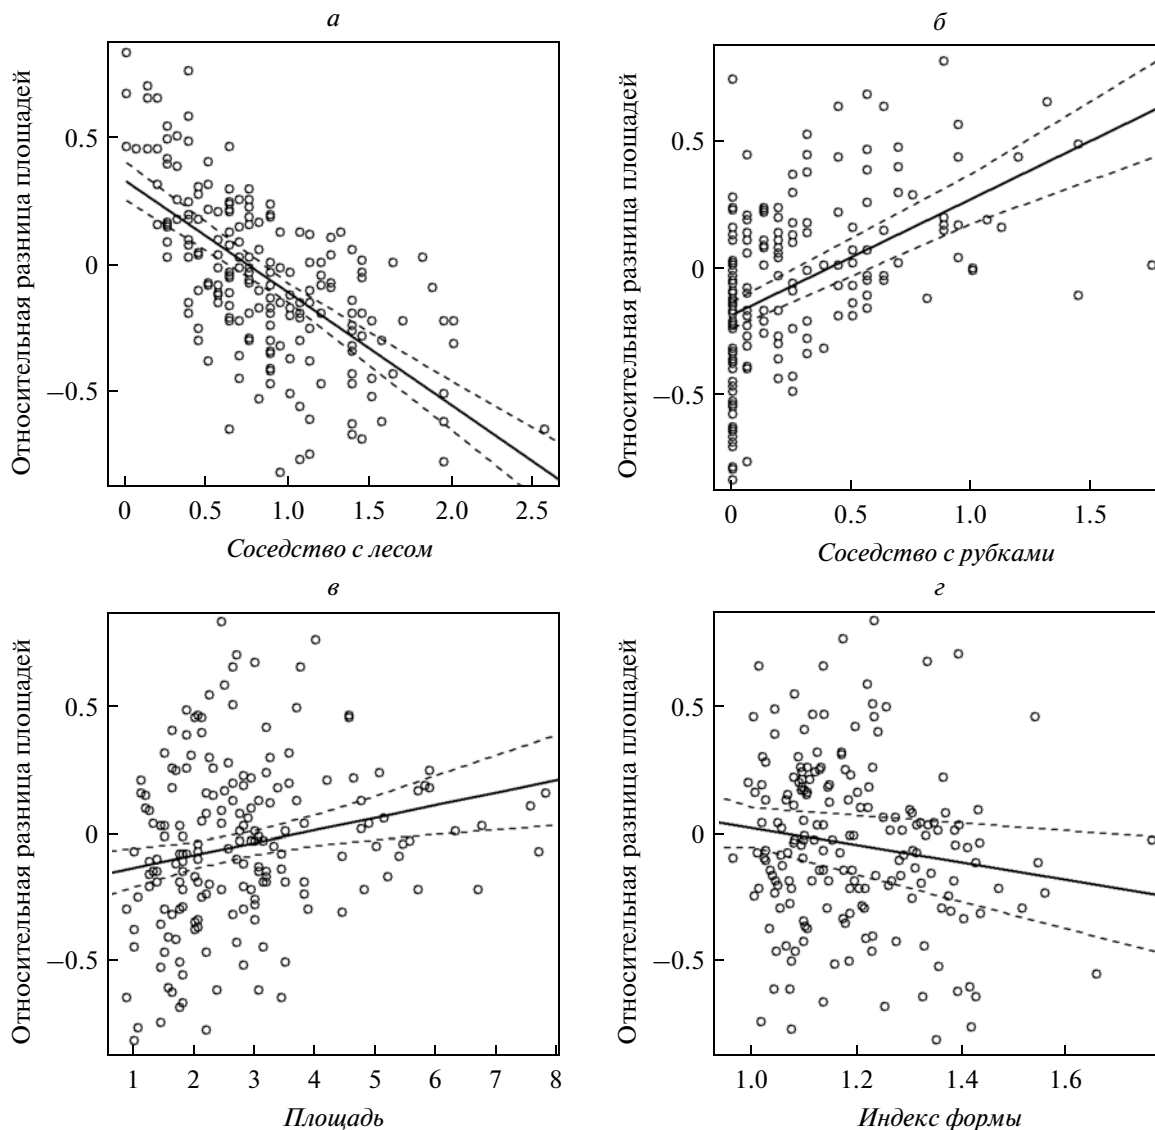 а
Относительная разница площадей
0.5
0
−0.5
0 0.5 1.0 1.5 2.0 2.5
Соседство с лесом
б
Относительная разница площадей
0.5
0
−0.5
0 0.5 1.0 1.5
Соседство с рубками
в
Относительная разница площадей
0.5
0
−0.5
1 2 3 4 5 6 7 8
Площадь
г
Относительная разница площадей
0.5
0
−0.5
1.0 1.2 1.4 1.6
Индекс формы